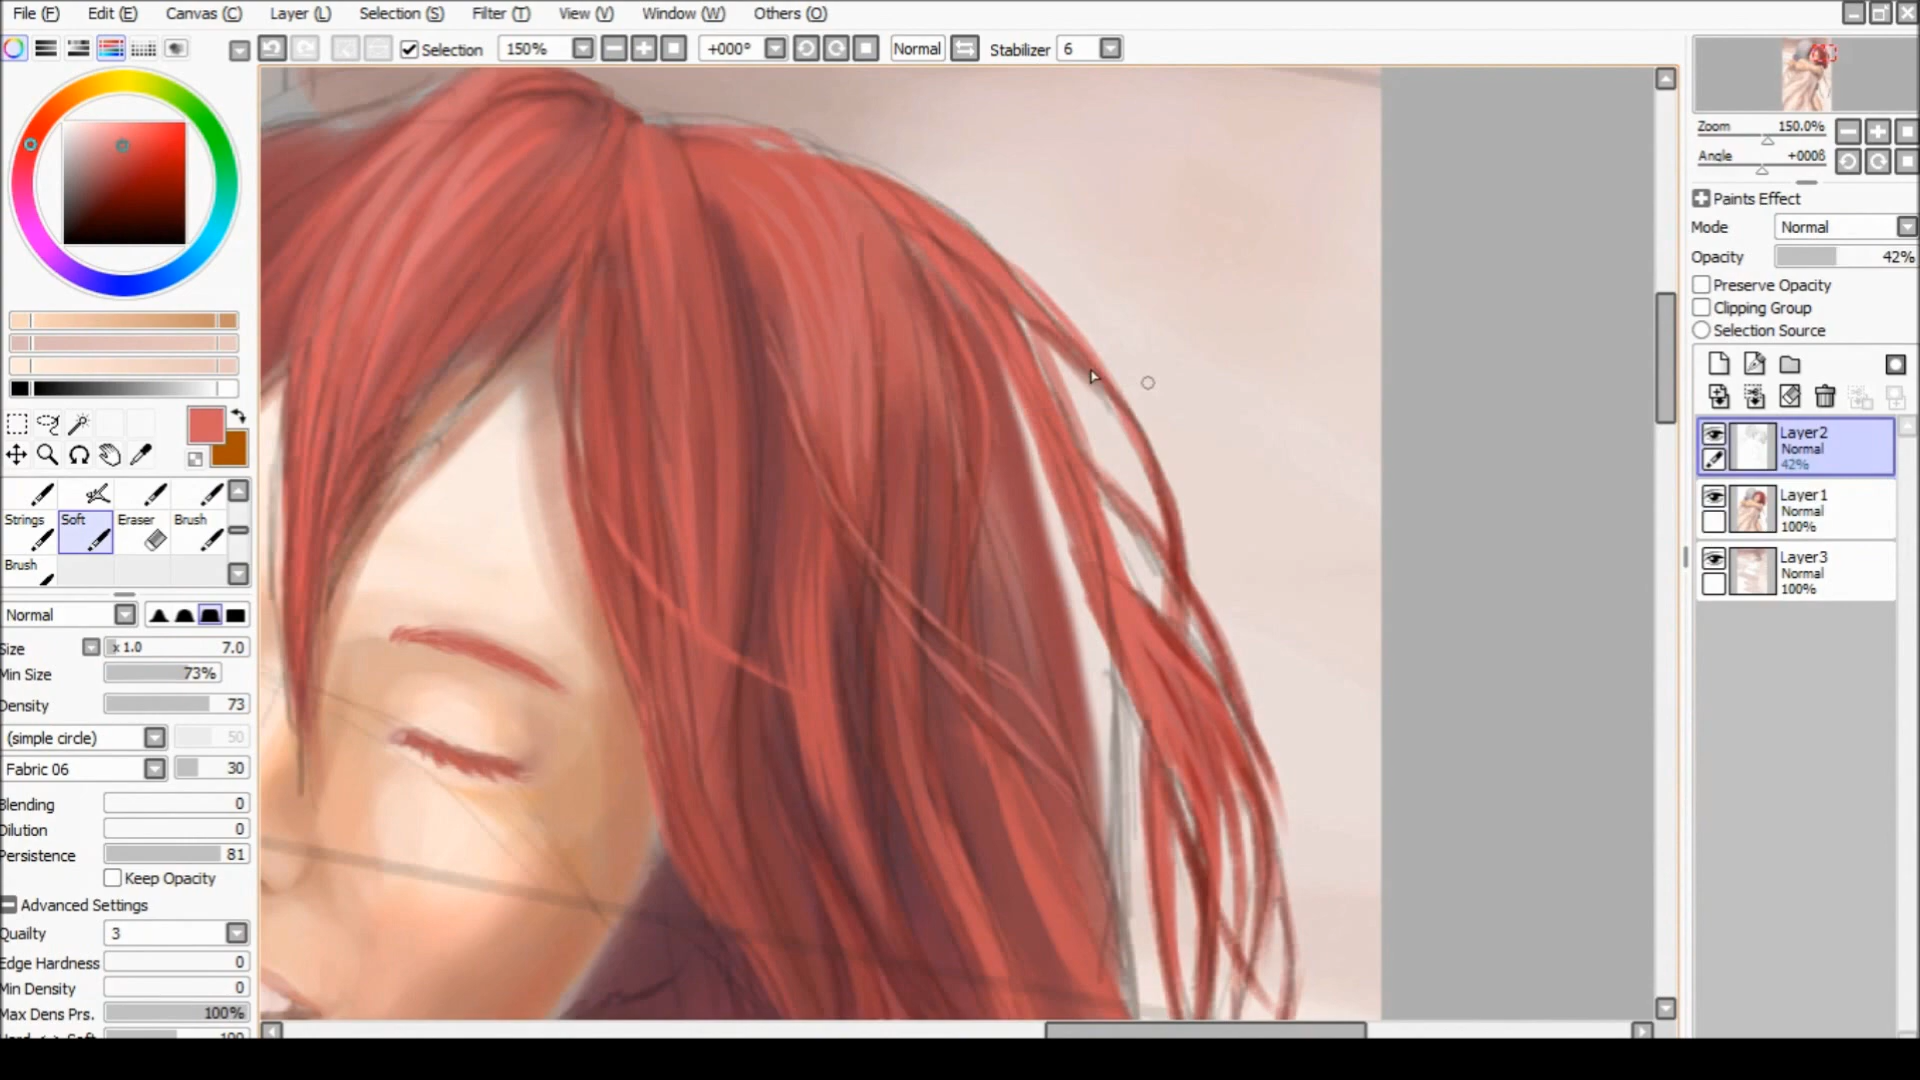 File (F) Edit (E) Canvas (C) Layer (L) Selection (S) Filter (T) View (V) Window (W) Others (O)
Selection 150% +000° Normal Stabilizer 6
Zoom 150.0%
Angle
Paints Effect
Mode Normal
Opacity 42%
Preserve Opacity
Clipping Group
Selection Source
Layer2
Normal
42%
Layer1
Normal
100%
Layer3
Normal
100%
Strings Soft Eraser Brush
Brush
Normal
Size x 1.0 7.0
Min Size 73%
Density 73
(simple circle) 50
Fabric 06 30
Blending 0
Dilution 0
Persistence 81
Keep Opacity
Advanced Settings
Quailty 3
Edge Hardness 0
Min Density 0
Max Dens Prs. 100%